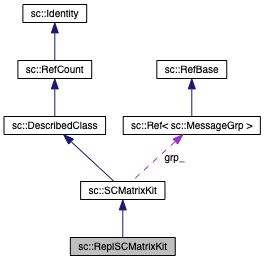 sc::Identity
sc::RefCount
sc::RefBase
sc::DescribedClass
sc::Ref< sc::MessageGrp >
grp_
sc::SCMatrixKit
sc::ReplSCMatrixKit